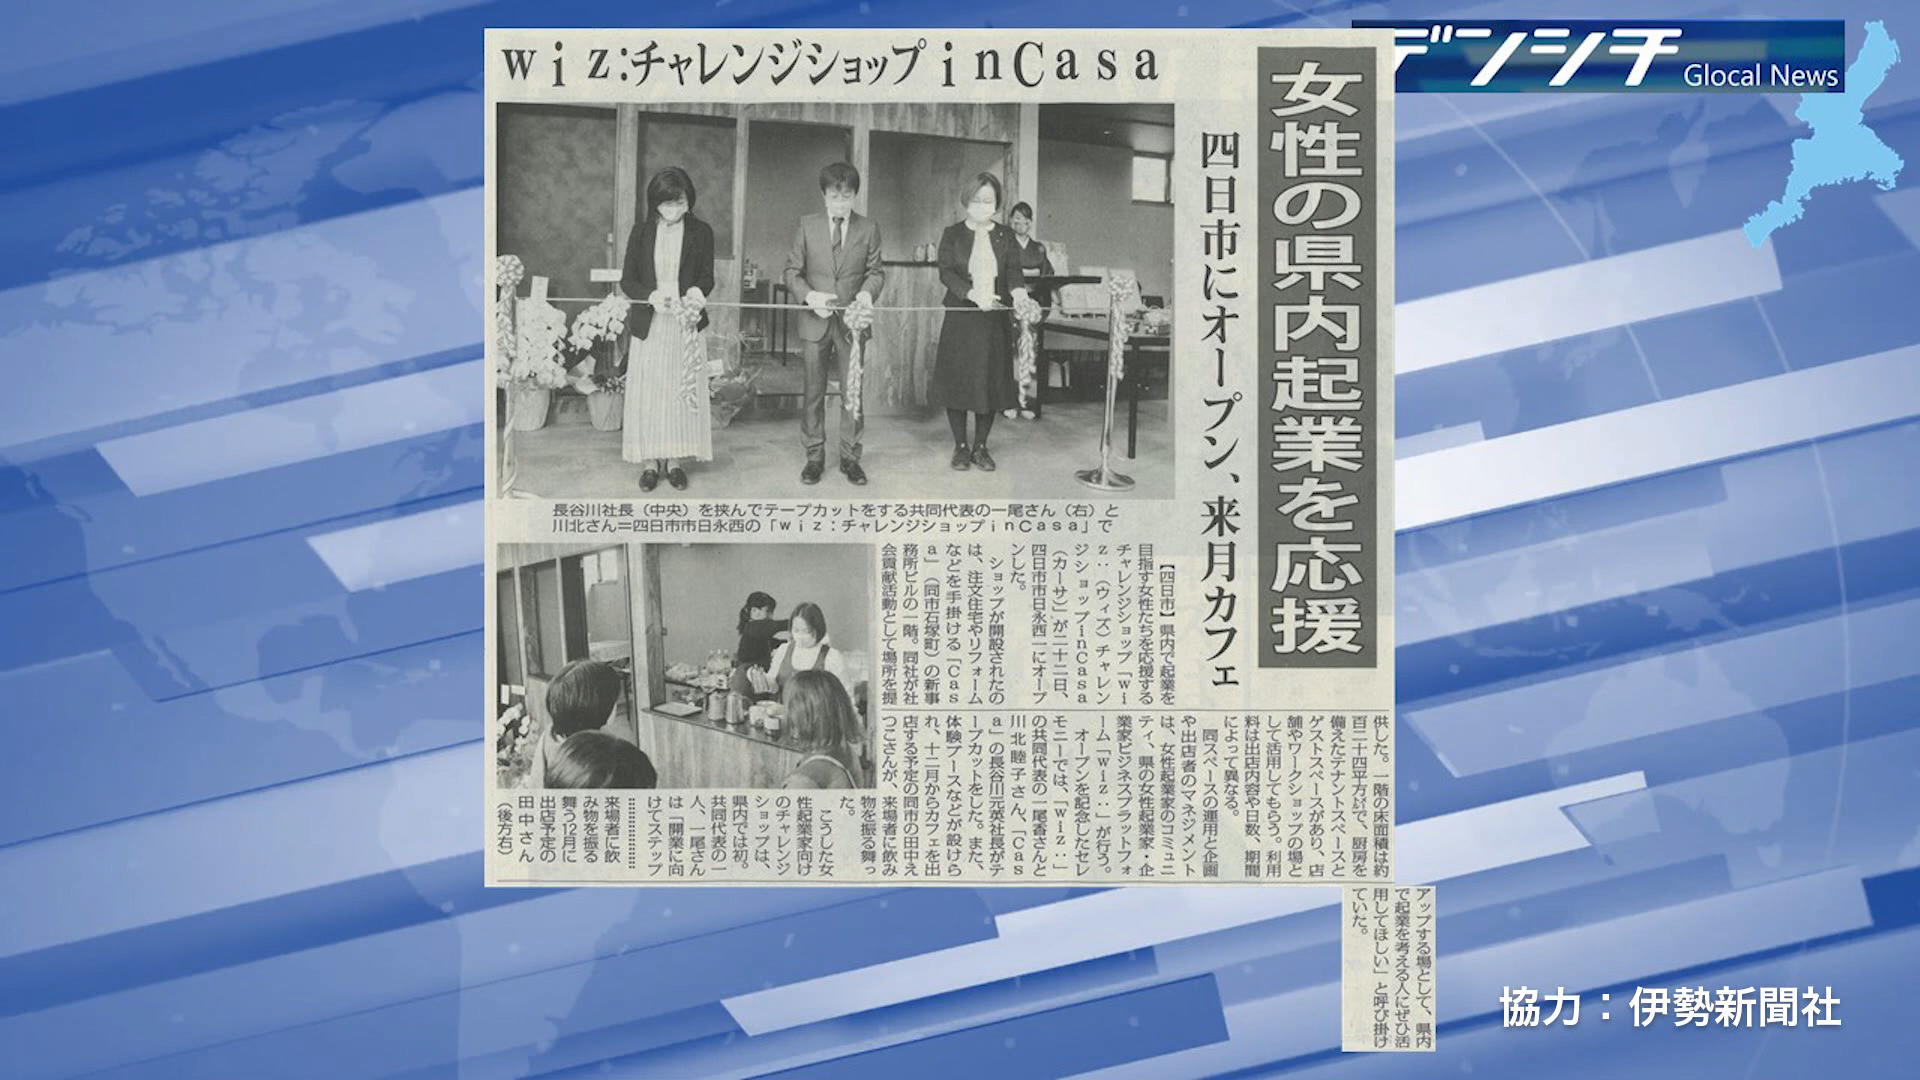 デンシチ
Glocal News
wiz:チャレンジショップinCasa
女性の県内起業を応援
四日市にオープン、来月カフェ
長谷川社長（中央）を挟んでテープカットをする共同代表の一尾さん（右）と
川北さん＝四日市市日永西の「wiz：チャレンジショップinCasa」で
【四日市】県内で起業を
目指す女性たちを応援する
チャレンジショップ「wi
z：（ウィズ）チャレン
ジショップinCasa
（カーサ）」が二十二日、
四日市市日永西一にオープ
ンした。
ショップが開設されたの
は、注文住宅やリフォーム
などを手掛ける「Cas
a」（同市石塚町）の新事
務所ビルの一階。同社が社
会貢献活動として場所を提
供した。一階の床面積は約
百二十四平方㍍で、厨房を
備えたテナントスペースと
ゲストスペースがあり、店
舗やワークショップの場と
して活用してもらう。利用
料は出店内容や日数、期間
によって異なる。
同スペースの運用と企画
や出店者のマネジメント
は、女性起業家のコミュニ
ティ、県の女性起業家・企
業家ビジネスプラットフォ
ーム「wiz：」が行う。
オープンを記念したセレ
モニーでは、「wiz：」
の共同代表の一尾香さんと
川北睦子さん、「Cas
a」の長谷川元英社長がテ
ープカットをした。また、
体験ブースなどが設けら
れ、十二月からカフェを出
店する予定の同市の田中え
つこさんが、来場者に飲み
物を振る舞っ
た。
こうした女
性起業家向け
のチャレンジ
ショップは、
県内では初。
共同代表の一
人、一尾さん
は「開業に向
けてステップ
アップする場として、県内
で起業を考える人にぜひ活
用してほしい」と呼び掛け
ていた。
来場者に飲
み物を振る
舞う12月に
出店予定の
田中さん
（後方右）
協力：伊勢新聞社